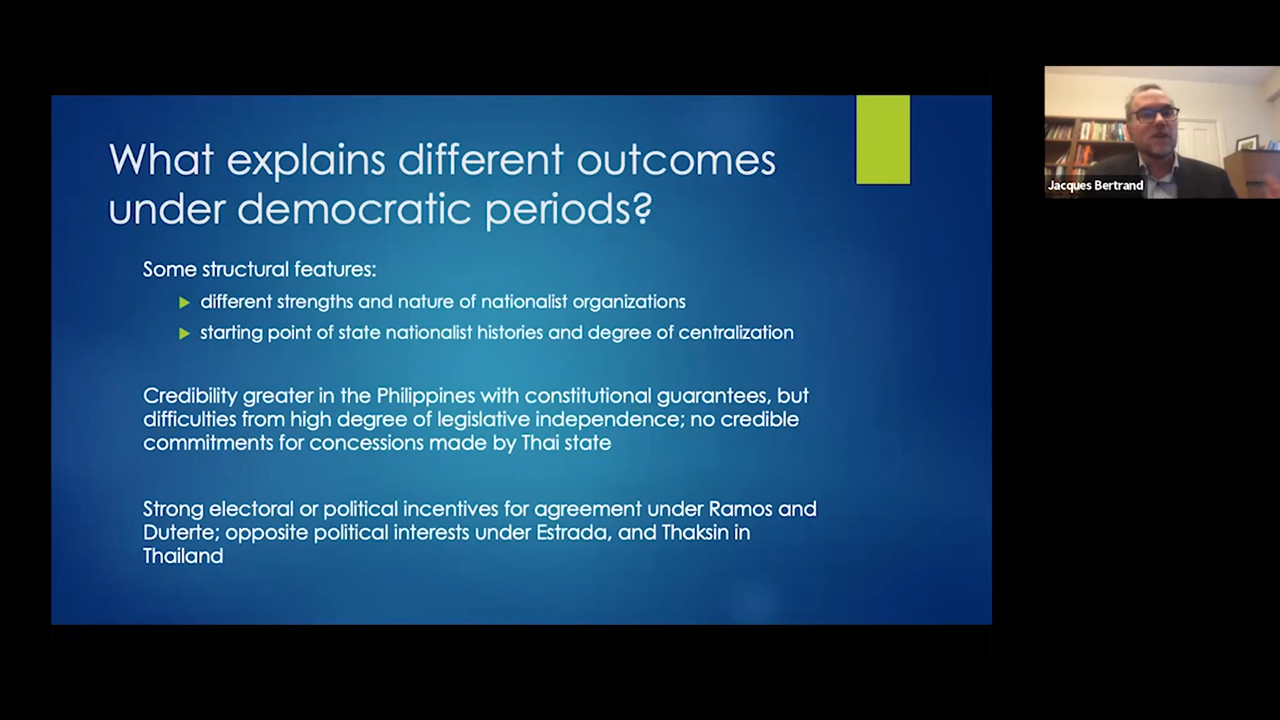 What explains different outcomes
under democratic periods?
Some structural features:
different strengths and nature of nationalist organizations
starting point of state nationalist histories and degree of centralization
Credibility greater in the Philippines with constitutional guarantees, but
difficulties from high degree of legislative independence; no credible
commitments for concessions made by Thai state
Strong electoral or political incentives for agreement under Ramos and
Duterte; opposite political interests under Estrada, and Thaksin in
Thailand
Jacques Bertrand